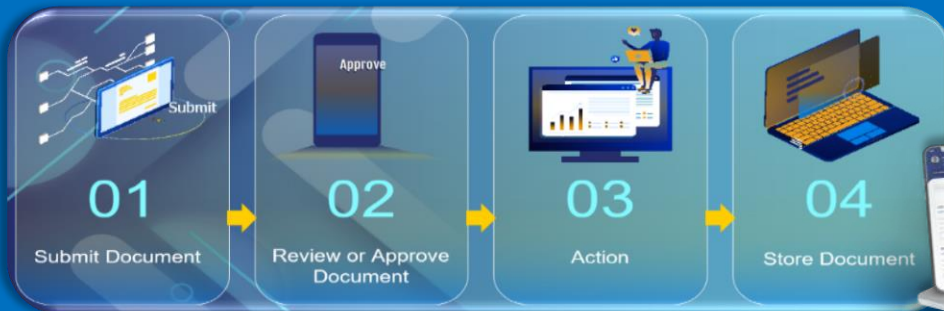 Submit
01
Submit Document
Approve
02
Review or Approve
Document
03
Action
04
Store Document